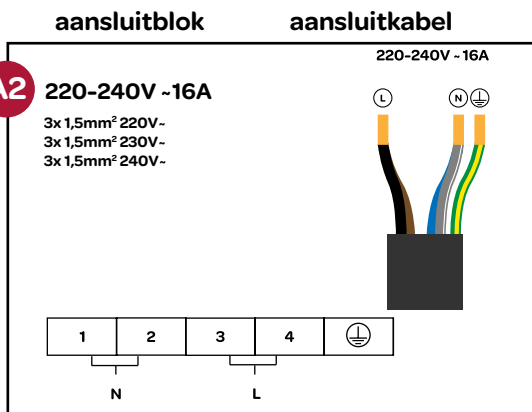 aansluitblok aansluitkabel
220-240V ~ 16A
A2 220-240V ~16A
3x 1,5mm² 220V~
3x 1,5mm² 230V~
3x 1,5mm² 240V~
L N
1 2 3 4
N L